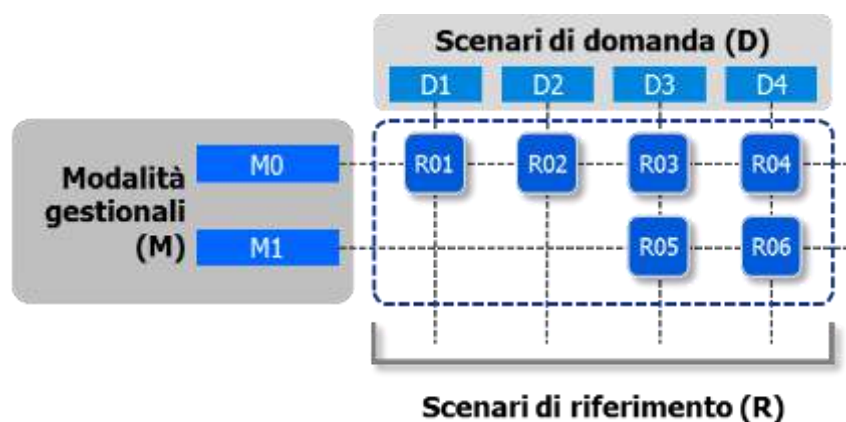 Scenari di domanda (D)
D1 D2 D3 D4
Modalità
gestionali
(M)
M0 R01 R02 R03 R04
M1 R05 R06
Scenari di riferimento (R)